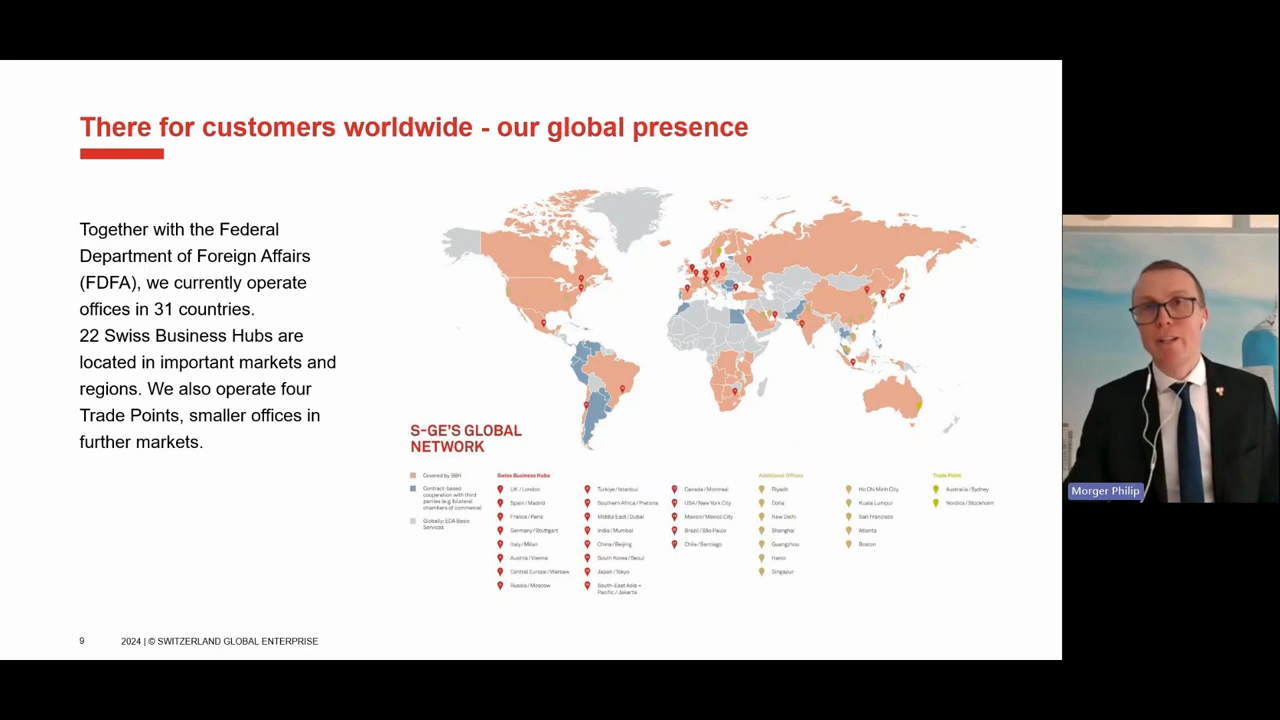 There for customers worldwide - our global presence
Together with the Federal
Department of Foreign Affairs
(FDFA), we currently operate
offices in 31 countries.
22 Swiss Business Hubs are
located in important markets and
regions. We also operate four
Trade Points, smaller offices in
further markets.
S-GE'S GLOBAL
NETWORK
Covered by SBH
Contract-based
cooperation with third
parties (e.g. bilateral
chambers of commerce)
Globally: EDA Basic
Services
Swiss Business Hubs
UK / London
Spain / Madrid
France / Paris
Germany / Stuttgart
Italy / Milan
Austria / Vienna
Central Europe / Warsaw
Russia / Moscow
Türkiye / Istanbul
Southern Africa / Pretoria
Middle East / Dubai
India / Mumbai
China / Beijing
South Korea / Seoul
Japan / Tokyo
South-East Asia +
Pacific / Jakarta
Canada / Montreal
USA / New York City
Mexico / Mexico City
Brazil / São Paulo
Chile / Santiago
Additional Offices
Riyadh
Doha
New Delhi
Shanghai
Guangzhou
Hanoi
Singapur
Ho Chi Minh City
Kuala Lumpur
San Francisco
Atlanta
Boston
Trade Point
Australia / Sydney
Nordics / Stockholm
9
2024 | © SWITZERLAND GLOBAL ENTERPRISE
Morger Philip